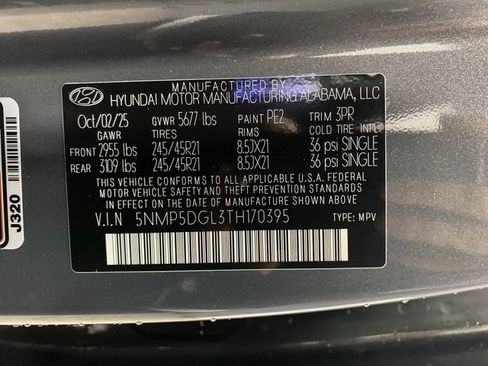 HYUNDAI MOTOR MANUFACTURING ALABAMA, LLC
Oct/02/25 GVWR 5677 lbs PAINT PE2 TRIM 3PR
GAWR TIRES RIMS COLD TIRE INFL
FRONT 2955 lbs 245/45R21 8.5JX21 36 psi SINGLE
REAR 3109 lbs 245/45R21 8.5JX21 36 psi SINGLE
THIS VEHICLE CONFORMS TO ALL APPLICABLE U.S.A. FEDERAL
MOTOR VEHICLE SAFETY AND THEFT PREVENTION STANDARDS
IN EFFECT ON THE DATE OF MANUFACTURE SHOWN ABOVE
V.I.N 5NMP5DGL3TH170395 TYPE: MPV
J320